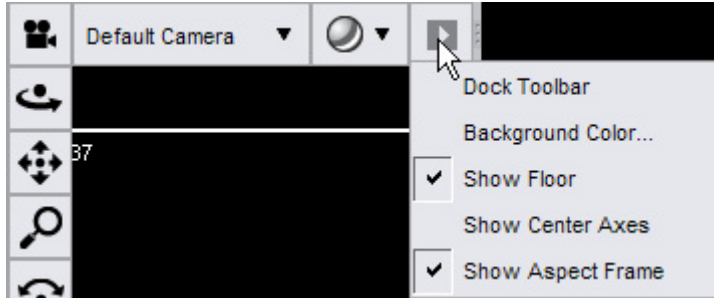 Default Camera
Dock Toolbar
Background Color...
37
Show Floor
Show Center Axes
Show Aspect Frame